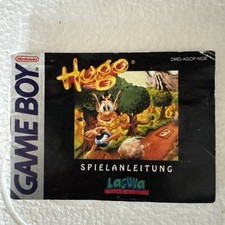 Nintendo
GAME BOY
Hugo
DMG-AGOP-NOE
SPIELANLEITUNG
LAGUNA